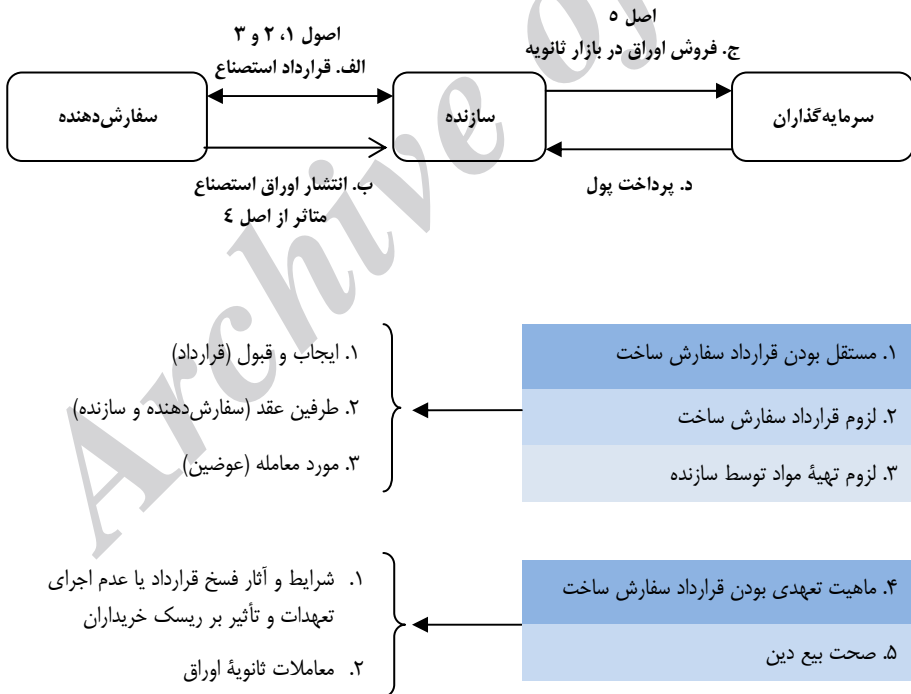 اصول ۱، ۲ و ۳
الف. قرارداد استصناع
اصل ۵
ج. فروش اوراق در بازار ثانویه
سفارش‌دهنده
سازنده
سرمایه‌گذاران
ب. انتشار اوراق استصناع
متاثر از اصل ٤
د. پرداخت پول
۱. مستقل بودن قرارداد سفارش ساخت
۲. لزوم قرارداد سفارش ساخت
۳. لزوم تهیۀ مواد توسط سازنده
۱. ایجاب و قبول (قرارداد)
۲. طرفین عقد (سفارش‌دهنده و سازنده)
۳. مورد معامله (عوضین)
۴. ماهیت تعهدی بودن قرارداد سفارش ساخت
۵. صحت بیع دین
۱. شرایط و آثار فسخ قرارداد یا عدم اجرای
تعهدات و تأثیر بر ریسک خریداران
۲. معاملات ثانویۀ اوراق
Archive of